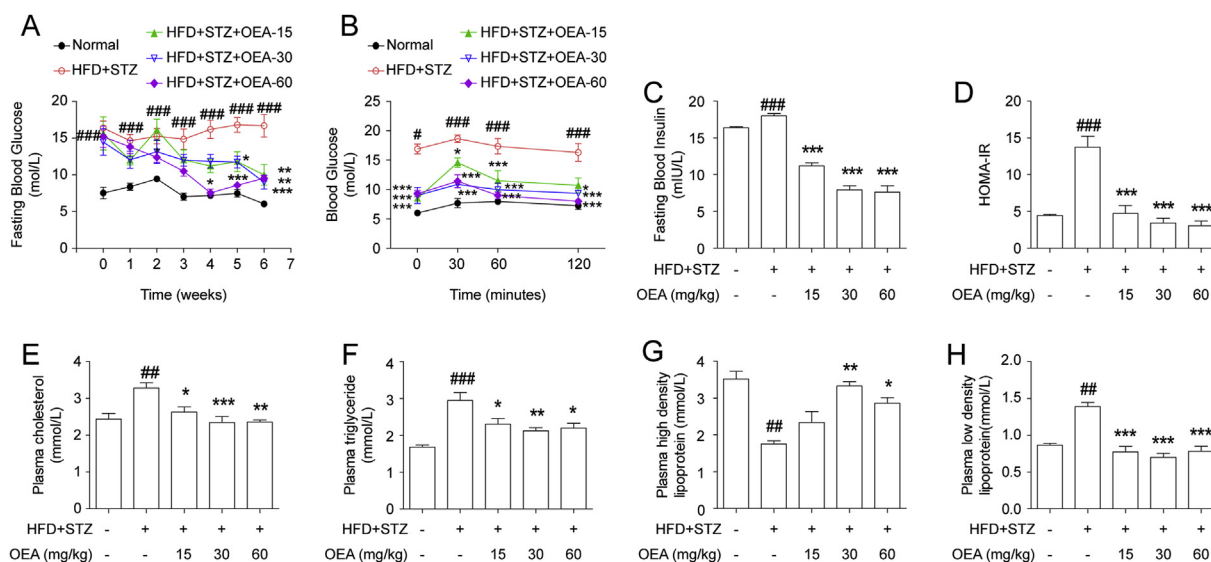 A
Normal
HFD+STZ
HFD+STZ+OEA-15
HFD+STZ+OEA-30
HFD+STZ+OEA-60
Fasting Blood Glucose
mol/L)
20
15
10
5
0
###
###
###
###
###
###
###
*
*
***
**
**
***
0 1 2 3 4 5 6 7
Time (weeks)
B
Normal
HFD+STZ
HFD+STZ+OEA-15
HFD+STZ+OEA-30
HFD+STZ+OEA-60
Blood Glucose
mol/L)
25
20
15
10
5
0
#
###
###
###
***
***
***
*
***
***
***
***
***
*
***
***
0 30 60 120
Time (minutes)
C
Fasting Blood Insulin
(mIU/L)
20
15
10
5
0
###
***
***
***
HFD+STZ - + + + +
OEA (mg/kg) - - 15 30 60
D
HOMA-IR
20
15
10
5
0
###
***
***
***
HFD+STZ - + + + +
OEA (mg/kg) - - 15 30 60
E
Plasma cholesterol
(mmo/L)
4
3
2
1
0
##
*
***
**
HFD+STZ - + + + +
OEA (mg/kg) - - 15 30 60
F
Plasma triglyceride
(mmol/L)
4
3
2
1
0
###
*
**
*
HFD+STZ - + + + +
OEA (mg/kg) - - 15 30 60
G
Plasma high density
lipoprotein (mmol/L)
4
3
2
1
0
##
**
*
HFD+STZ - + + + +
OEA (mg/kg) - - 15 30 60
H
Plasma low density
lipoprotein(mmol/L)
2.0
1.5
1.0
0.5
0.0
##
***
***
***
HFD+STZ - + + + +
OEA (mg/kg) - - 15 30 60